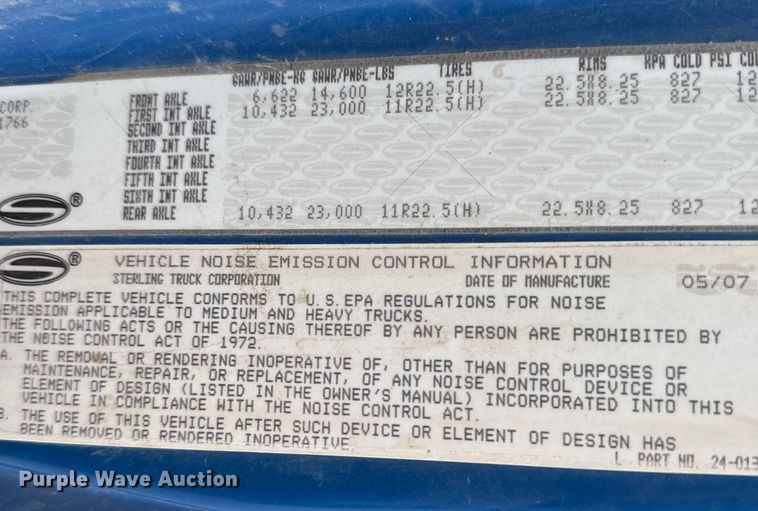 GAWR/PNBE-KG GAWR/PNBE-LBS TIRES RIMS KPA COLD PSI
FRONT AXLE 6,622 14,600 12R22.5(H) 22.5X8.25 827 12
CORP. FIRST INT AXLE 10,432 23,000 11R22.5(H) 22.5X8.25 827 12
1766 SECOND INT AXLE
THIRD INT AXLE
FOURTH INT AXLE
FIFTH INT AXLE
SIXTH INT AXLE
REAR AXLE 10,432 23,000 11R22.5(H) 22.5X8.25 827 12
®
® VEHICLE NOISE EMISSION CONTROL INFORMATION
STERLING TRUCK CORPORATION DATE OF MANUFACTURE 05/07
THIS COMPLETE VEHICLE CONFORMS TO U.S.EPA REGULATIONS FOR NOISE
EMISSION APPLICABLE TO MEDIUM AND HEAVY TRUCKS.
THE FOLLOWING ACTS OR THE CAUSING THEREOF BY ANY PERSON ARE PROHIBITED BY
THE NOISE CONTROL ACT OF 1972.
A. THE REMOVAL OR RENDERING INOPERATIVE OF, OTHER THAN FOR PURPOSES OF
MAINTENANCE, REPAIR, OR REPLACEMENT, OF ANY NOISE CONTROL DEVICE OR
ELEMENT OF DESIGN (LISTED IN THE OWNER'S MANUAL) INCORPORATED INTO THIS
VEHICLE IN COMPLIANCE WITH THE NOISE CONTROL ACT.
B. THE USE OF THIS VEHICLE AFTER SUCH DEVICE OR ELEMENT OF DESIGN HAS
BEEN REMOVED OR RENDERED INOPERATIVE.
L PART NO. 24-013
Purple Wave Auction